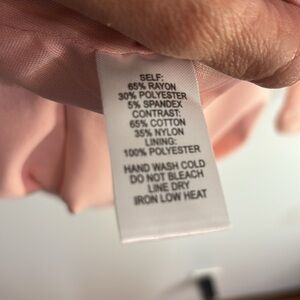 SELF:
65% RAYON
30% POLYESTER
5% SPANDEX
CONTRAST:
65% COTTON
35% NYLON
LINING:
100% POLYESTER
HAND WASH COLD
DO NOT BLEACH
LINE DRY
IRON LOW HEAT